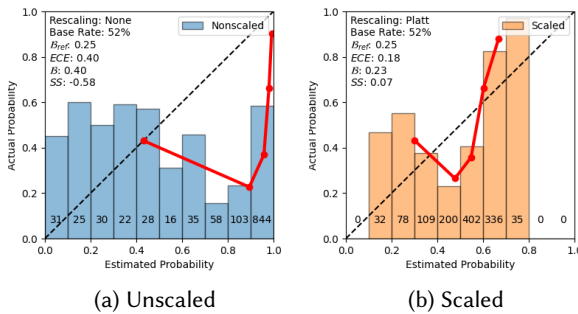 Rescaling: None
Base Rate: 52%
ℬref: 0.25
ECE: 0.40
ℬ: 0.40
SS: -0.58
Nonscaled
Actual Probability
1.0
0.8
0.6
0.4
0.2
0.0
31 25 30 22 28 16 35 58 103 844
0.0 0.2 0.4 0.6 0.8 1.0
Estimated Probability
(a) Unscaled
Rescaling: Platt
Base Rate: 52%
ℬref: 0.25
ECE: 0.18
ℬ: 0.23
SS: 0.07
Scaled
Actual Probability
1.0
0.8
0.6
0.4
0.2
0.0
0 32 78 109 200 402 336 35 0 0
0.0 0.2 0.4 0.6 0.8 1.0
Estimated Probability
(b) Scaled